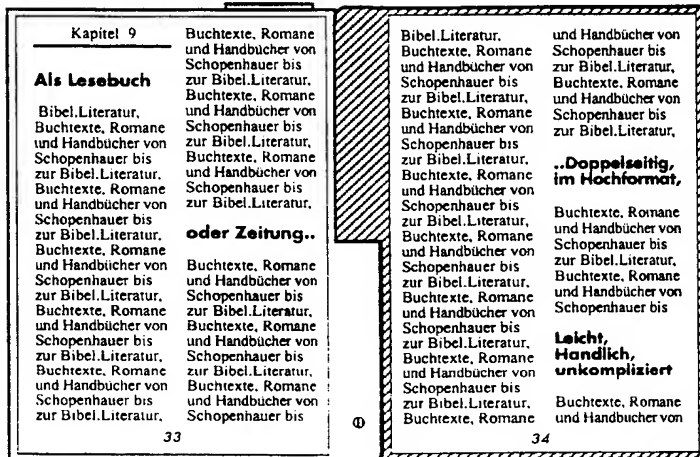 Kapitel 9
Als Lesebuch
Bibel.Literatur,
Buchtexte, Romane
und Handbücher von
Schopenhauer bis
zur Bibel.Literatur,
Buchtexte, Romane
und Handbücher von
Schopenhauer bis
zur Bibel.Literatur,
Buchtexte, Romane
und Handbücher von
Schopenhauer bis
zur Bibel.Literatur,
Buchtexte, Romane
und Handbücher von
Schopenhauer bis
zur Bibel.Literatur,
Buchtexte, Romane
und Handbücher von
Schopenhauer bis
zur Bibel.Literatur,
Buchtexte, Romane
und Handbücher von
Schopenhauer bis
zur Bibel.Literatur,
Buchtexte, Romane
und Handbücher von
Schopenhauer bis
zur Bibel.Literatur,
Buchtexte, Romane
und Handbücher von
Schopenhauer bis
zur Bibel.Literatur,
oder Zeitung..
Buchtexte, Romane
und Handbücher von
Schopenhauer bis
zur Bibel.Literatur,
Buchtexte, Romane
und Handbücher von
Schopenhauer bis
zur Bibel.Literatur,
Buchtexte, Romane
und Handbücher von
Schopenhauer bis
33
Bibel.Literatur,
Buchtexte, Romane
und Handbücher von
Schopenhauer bis
zur Bibel.Literatur,
Buchtexte, Romane
und Handbücher von
Schopenhauer bis
zur Bibel.Literatur,
Buchtexte, Romane
und Handbücher von
Schopenhauer bis
zur Bibel.Literatur,
Buchtexte, Romane
und Handbücher von
Schopenhauer bis
zur Bibel.Literatur,
Buchtexte, Romane
und Handbücher von
Schopenhauer bis
zur Bibel.Literatur,
Buchtexte, Romane
und Handbücher von
Schopenhauer bis
zur Bibel.Literatur,
Buchtexte, Romane
und Handbücher von
Schopenhauer bis
zur Bibel.Literatur,
Buchtexte, Romane
und Handbücher von
Schopenhauer bis
zur Bibel.Literatur,
..Doppelseitig,
im Hochformat,
Buchtexte, Romane
und Handbücher von
Schopenhauer bis
zur Bibel.Literatur,
Buchtexte, Romane
und Handbücher von
Schopenhauer bis
Leicht,
Handlich,
unkompliziert
Buchtexte, Romane
und Handbucher von
34